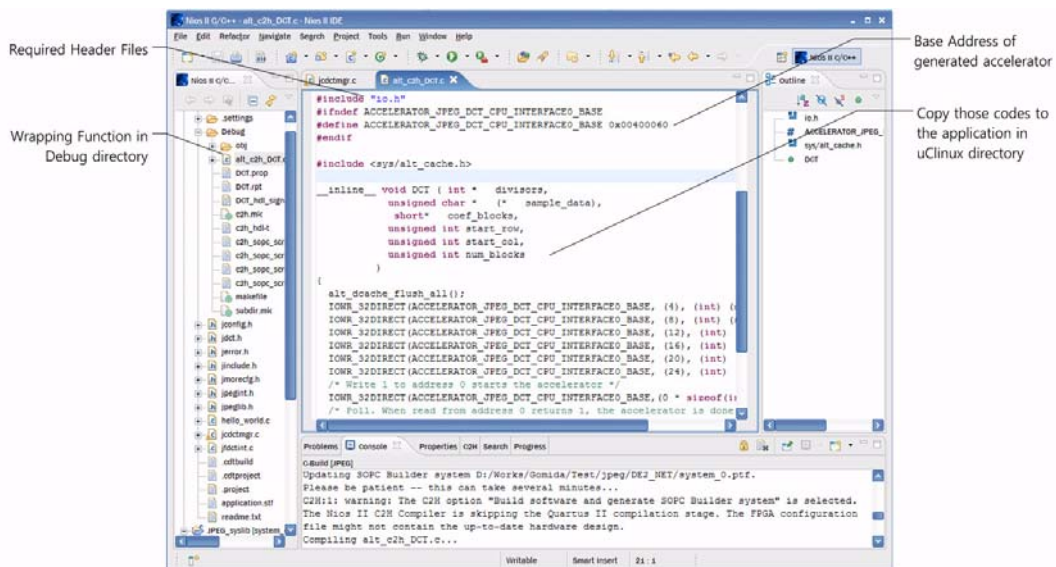 Nios II C/C++ - alt_c2h_DCT.c - Nios II IDE
File Edit Refactor Navigate Search Project Tools Run Window Help
Nios II C/C++
Required Header Files
Wrapping Function in
Debug directory
Base Address of
generated accelerator
Copy those codes to
the application in
uClinux directory
Nios II C/C...
.settings
Debug
obj
alt_c2h_DCT.c
DCT.prop
DCT.rpt
DCT_hdl_sign
c2h.mk
c2h_hdl-t
c2h_sopc_scr
c2h_sopc_scr
c2h_sopc_scr
c2h_sopc_scr
makefile
subdir.mk
jconfig.h
jdct.h
jerror.h
jinclude.h
jmorecfg.h
jpegint.h
jpeglib.h
hello_world.c
jcdctmgr.c
jfdctint.c
.cdtbuild
.cdtproject
.project
application.stf
readme.txt
JPEG_syslib [system_
jcdctmgr.c
alt_c2h_DCT.c
#include "io.h"
#ifndef ACCELERATOR_JPEG_DCT_CPU_INTERFACE0_BASE
#define ACCELERATOR_JPEG_DCT_CPU_INTERFACE0_BASE 0x00400060
#endif
#include <sys/alt_cache.h>
__inline__ void DCT ( int * divisors,
unsigned char * (* sample_data),
short* coef_blocks,
unsigned int start_row,
unsigned int start_col,
unsigned int num_blocks
)
{
alt_dcache_flush_all();
IOWR_32DIRECT(ACCELERATOR_JPEG_DCT_CPU_INTERFACE0_BASE, (4), (int) (
IOWR_32DIRECT(ACCELERATOR_JPEG_DCT_CPU_INTERFACE0_BASE, (8), (int) (
IOWR_32DIRECT(ACCELERATOR_JPEG_DCT_CPU_INTERFACE0_BASE, (12), (int)
IOWR_32DIRECT(ACCELERATOR_JPEG_DCT_CPU_INTERFACE0_BASE, (16), (int)
IOWR_32DIRECT(ACCELERATOR_JPEG_DCT_CPU_INTERFACE0_BASE, (20), (int)
IOWR_32DIRECT(ACCELERATOR_JPEG_DCT_CPU_INTERFACE0_BASE, (24), (int)
/* Write 1 to address 0 starts the accelerator */
IOWR_32DIRECT(ACCELERATOR_JPEG_DCT_CPU_INTERFACE0_BASE,(0 * sizeof(i
/* Poll. When read from address 0 returns 1, the accelerator is done
Outline
io.h
ACCELERATOR_JPEG_
sys/alt_cache.h
DCT
Problems Console Properties C2H Search Progress
C-Build [JPEG]
Updating SOPC Builder system D:/Works/Gomida/Test/jpeg/DE2_NET/system_0.ptf.
Please be patient -- this can take several minutes...
C2H:1: warning: The C2H option "Build software and generate SOPC Builder system" is selected.
The Nios II C2H Compiler is skipping the Quartus II compilation stage. The FPGA configuration
file might not contain the up-to-date hardware design.
Compiling alt_c2h_DCT.c...
Writable Smart Insert 21 : 1